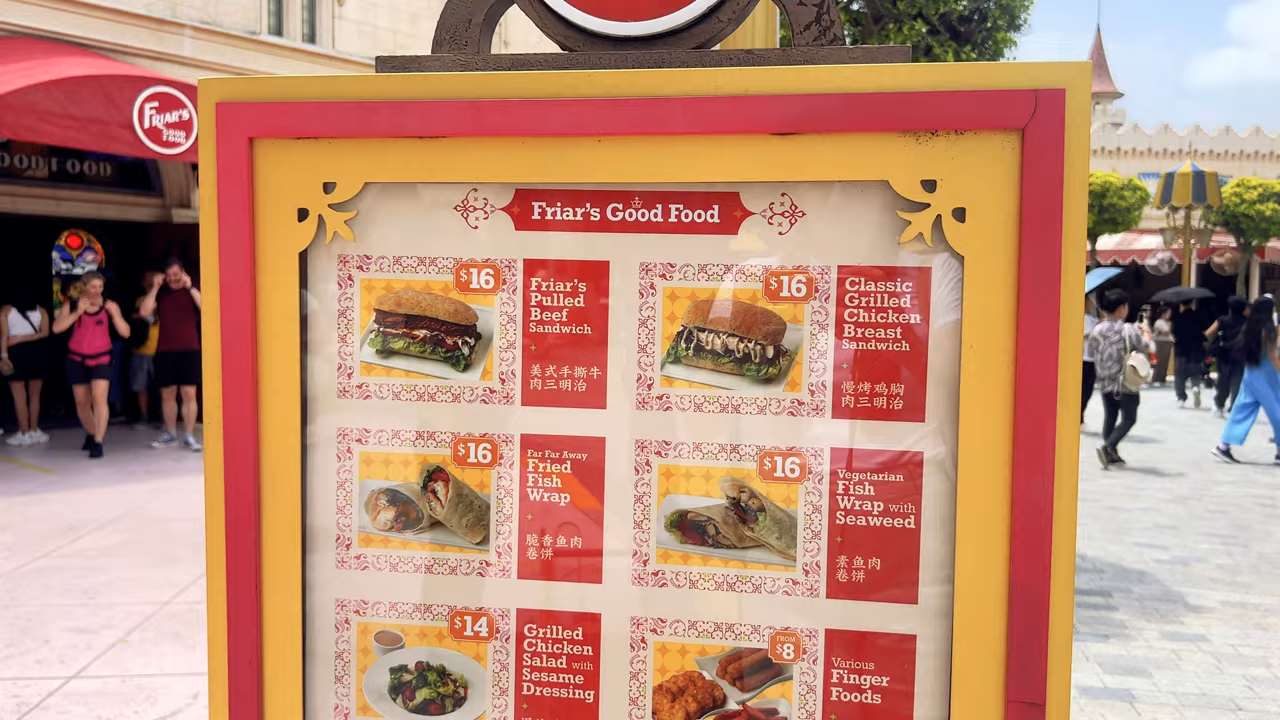 FRIAR'S
GOOD
FOOD
OOD FOOD
Friar's Good Food
$16
Friar's
Pulled
Beef
Sandwich
美式手撕牛
肉三明治
$16
Classic
Grilled
Chicken
Breast
Sandwich
慢烤鸡胸
肉三明治
$16
Far Far Away
Fried
Fish
Wrap
脆香鱼肉
卷饼
$16
Vegetarian
Fish
Wrap with
Seaweed
素鱼肉
卷饼
$14
Grilled
Chicken
Salad with
Sesame
Dressing
FROM
$8
Various
Finger
Foods